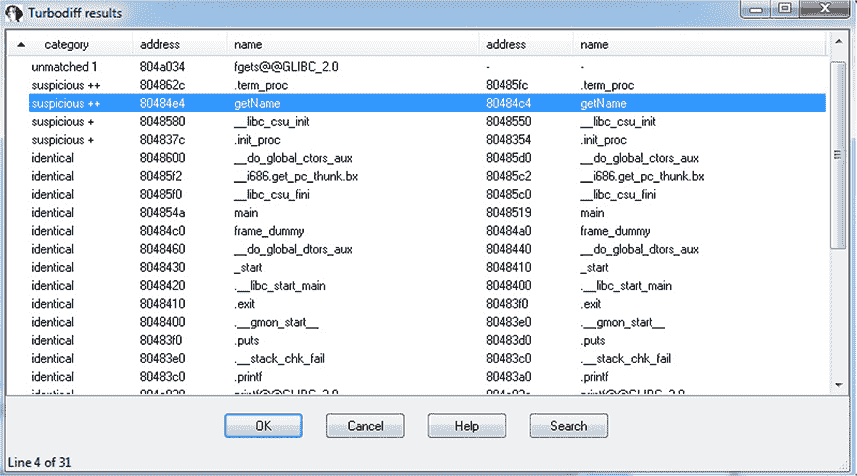 Turbodiff results
category address name address name
unmatched 1 804a034 fgets@@GLIBC_2.0 - -
suspicious ++ 804862c .term_proc 80485fc .term_proc
suspicious ++ 80484e4 getName 80484c4 getName
suspicious + 8048580 __libc_csu_init 8048550 __libc_csu_init
suspicious + 804837c .init_proc 8048354 .init_proc
identical 8048600 __do_global_ctors_aux 80485d0 __do_global_ctors_aux
identical 80485f2 __i686.get_pc_thunk.bx 80485c2 __i686.get_pc_thunk.bx
identical 80485f0 __libc_csu_fini 80485c0 __libc_csu_fini
identical 804854a main 8048519 main
identical 80484c0 frame_dummy 80484a0 frame_dummy
identical 8048460 __do_global_dtors_aux 8048440 __do_global_dtors_aux
identical 8048430 _start 8048410 _start
identical 8048420 .__libc_start_main 8048400 .__libc_start_main
identical 8048410 .exit 80483f0 .exit
identical 8048400 .__gmon_start__ 80483e0 .__gmon_start__
identical 80483f0 .puts 80483d0 .puts
identical 80483e0 .__stack_chk_fail 80483c0 .__stack_chk_fail
identical 80483c0 .printf 80483a0 .printf
OK Cancel Help Search
Line 4 of 31